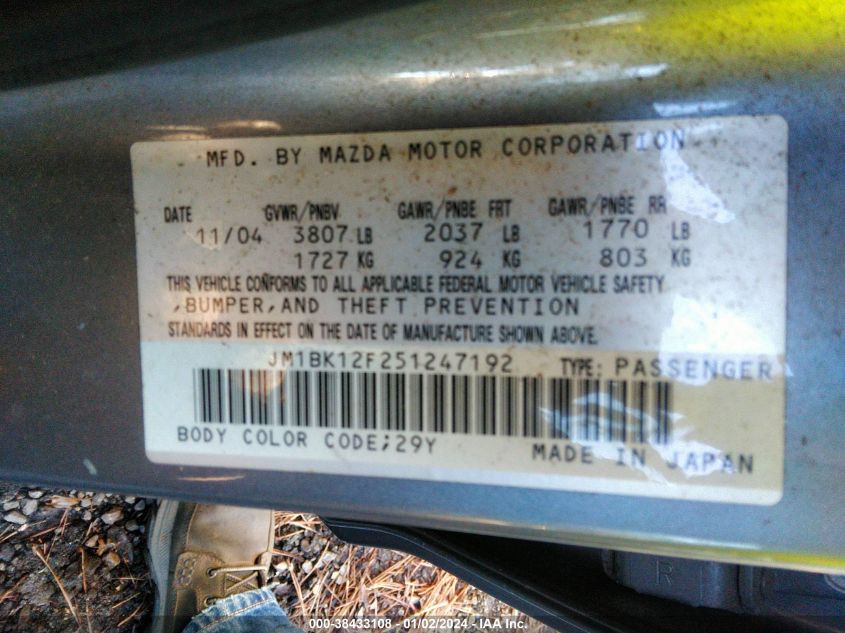 MFD. BY MAZDA MOTOR CORPORATION
DATE GVWR/PNBV GAWR/PNBE FRT GAWR/PNBE RR
11/04 3807 LB 2037 LB 1770 LB
1727 KG 924 KG 803 KG
THIS VEHICLE CONFORMS TO ALL APPLICABLE FEDERAL MOTOR VEHICLE SAFETY
,BUMPER,AND THEFT PREVENTION
STANDARDS IN EFFECT ON THE DATE OF MANUFACTURE SHOWN ABOVE.
JM1BK12F251247192 TYPE: PASSENGER
BODY COLOR CODE;29Y MADE IN JAPAN
R
000-38433108 - 01/02/2024 - IAA Inc.